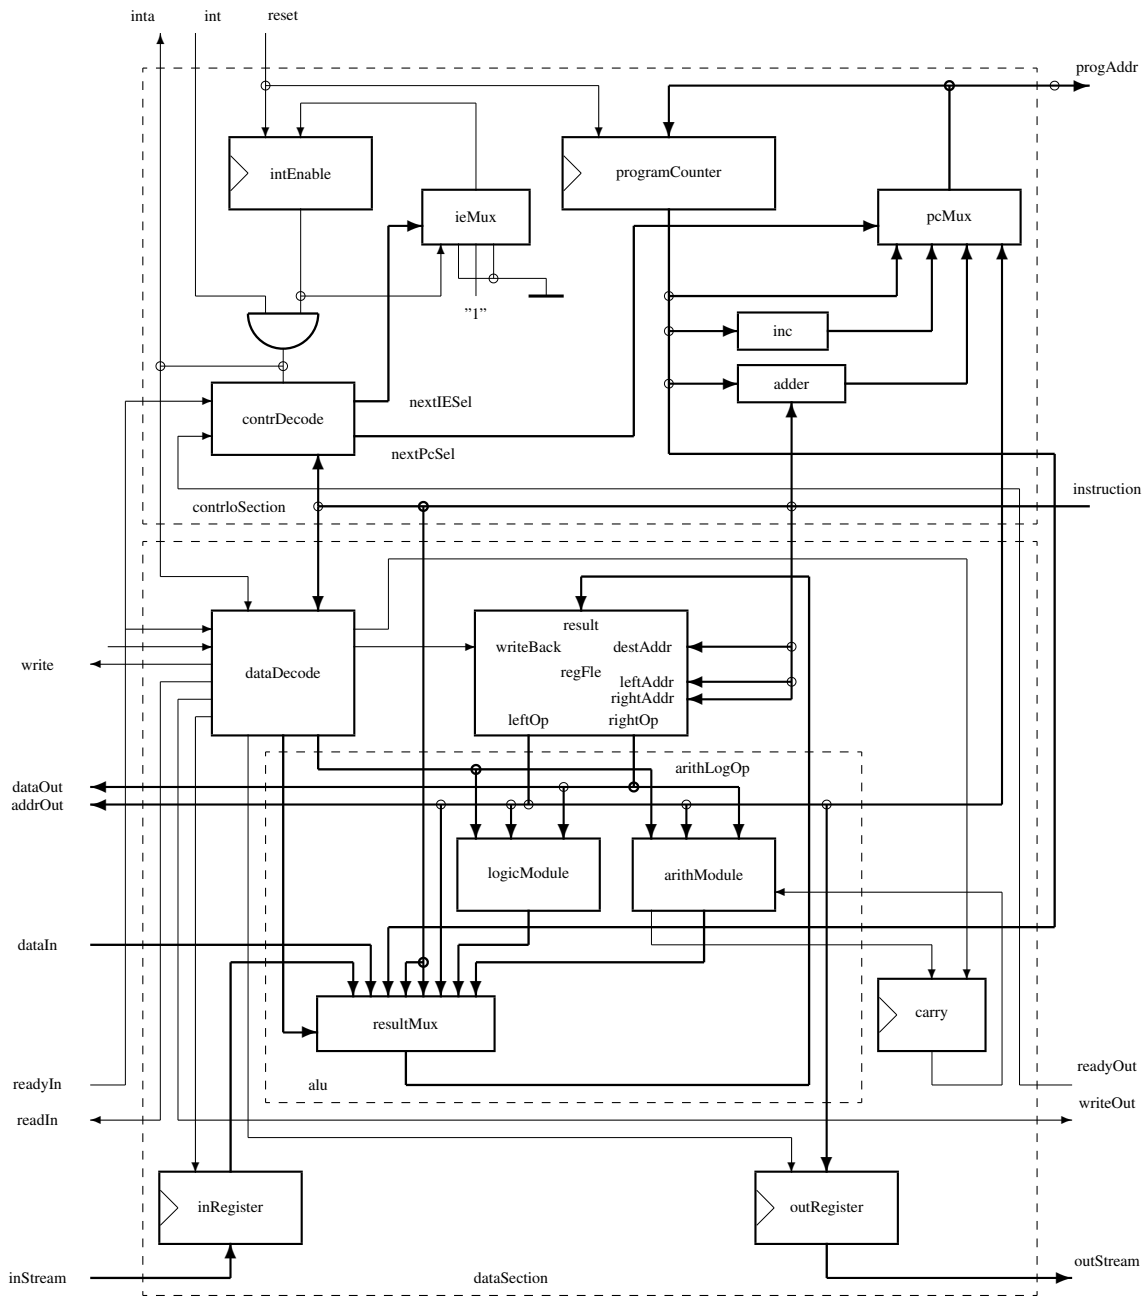 inta int reset
progAddr
intEnable
programCounter
ieMux
pcMux
"1"
inc
adder
contrDecode
nextIESel
nextPcSel
instruction
contrloSection
result
writeBack destAddr
write
dataDecode
regFle
leftAddr
rightAddr
leftOp rightOp
arithLogOp
dataOut
addrOut
logicModule
arithModule
dataIn
carry
resultMux
readyIn
alu
readyOut
writeOut
readIn
inRegister
outRegister
outStream
inStream
dataSection